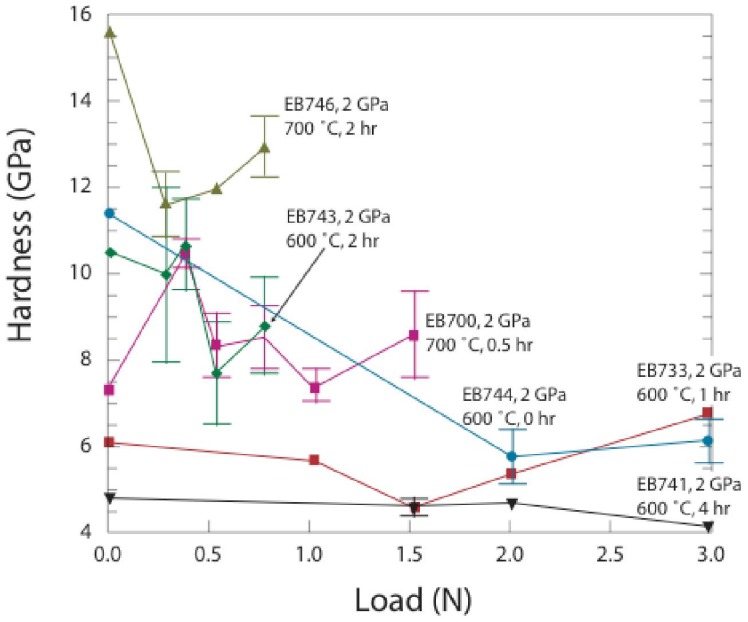 16
14
12
10
8
6
4
Hardness (GPa)
EB746, 2 GPa
700 ˚C, 2 hr
EB743, 2 GPa
600 ˚C, 2 hr
EB700, 2 GPa
700 ˚C, 0.5 hr
EB733, 2 GPa
600 ˚C, 1 hr
EB744, 2 GPa
600 ˚C, 0 hr
EB741, 2 GPa
600 ˚C, 4 hr
0.0 0.5 1.0 1.5 2.0 2.5 3.0
Load (N)